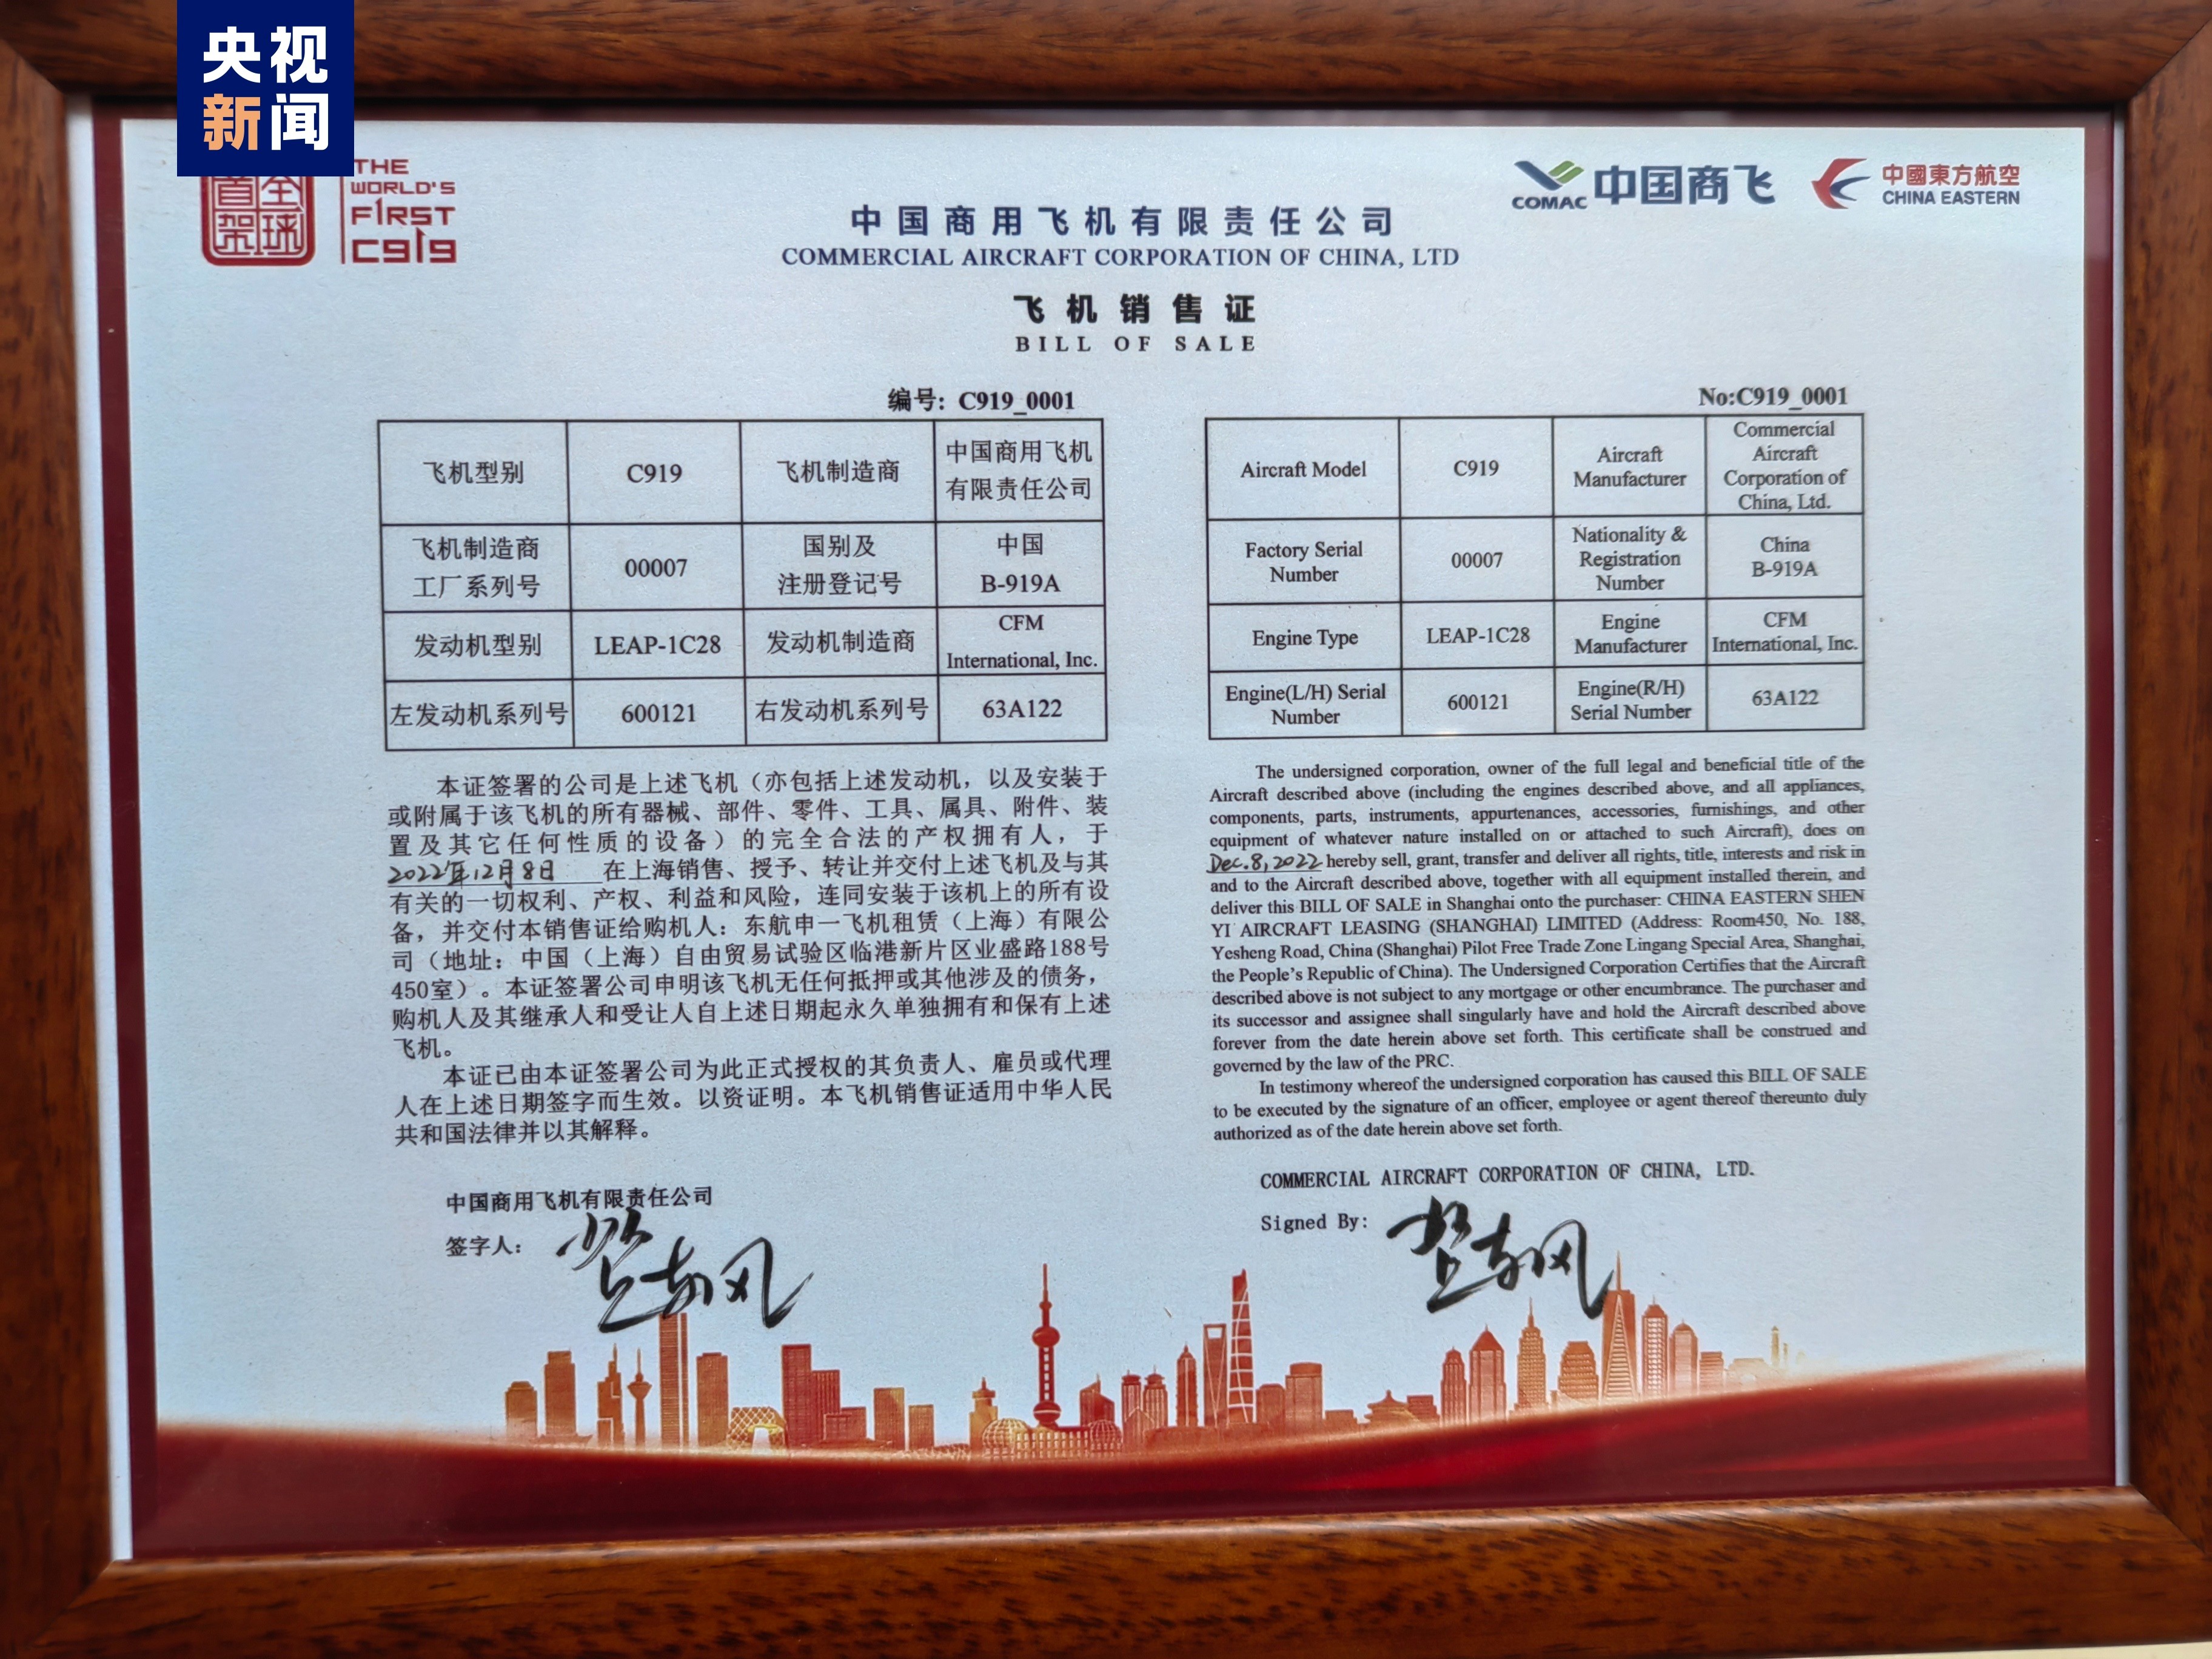 央视
新闻
首全
架球
THE
WORLD'S
FIRST
C919
COMAC 中国商飞
中國東方航空
CHINA EASTERN
中国商用飞机有限责任公司
COMMERCIAL AIRCRAFT CORPORATION OF CHINA, LTD
飞机销售证
BILL OF SALE
编号: C919_0001
飞机型别 C919 飞机制造商 中国商用飞机
有限责任公司
飞机制造商
工厂系列号 00007 国别及
注册登记号 中国
B-919A
发动机型别 LEAP-1C28 发动机制造商 CFM
International, Inc.
左发动机系列号 600121 右发动机系列号 63A122
本证签署的公司是上述飞机（亦包括上述发动机，以及安装于
或附属于该飞机的所有器械、部件、零件、工具、属具、附件、装
置及其它任何性质的设备）的完全合法的产权拥有人，于
2022年12月8日 在上海销售、授予、转让并交付上述飞机及与其
有关的一切权利、产权、利益和风险，连同安装于该机上的所有设
备，并交付本销售证给购机人：东航申一飞机租赁（上海）有限公
司（地址：中国（上海）自由贸易试验区临港新片区业盛路188号
450室）。本证签署公司申明该飞机无任何抵押或其他涉及的债务，
购机人及其继承人和受让人自上述日期起永久单独拥有和保有上述
飞机。
本证已由本证签署公司为此正式授权的其负责人、雇员或代理
人在上述日期签字而生效。以资证明。本飞机销售证适用中华人民
共和国法律并以其解释。
中国商用飞机有限责任公司
签字人：
No:C919_0001
Aircraft Model C919 Aircraft
Manufacturer Commercial
Aircraft
Corporation of
China, Ltd.
Factory Serial
Number 00007 Nationality &
Registration
Number China
B-919A
Engine Type LEAP-1C28 Engine
Manufacturer CFM
International, Inc.
Engine(L/H) Serial
Number 600121 Engine(R/H)
Serial Number 63A122
The undersigned corporation, owner of the full legal and beneficial title of the
Aircraft described above (including the engines described above, and all appliances,
components, parts, instruments, appurtenances, accessories, furnishings, and other
equipment of whatever nature installed on or attached to such Aircraft), does on
Dec.8,2022 hereby sell, grant, transfer and deliver all rights, title, interests and risk in
and to the Aircraft described above, together with all equipment installed therein, and
deliver this BILL OF SALE in Shanghai onto the purchaser: CHINA EASTERN SHEN
YI AIRCRAFT LEASING (SHANGHAI) LIMITED (Address: Room450, No. 188,
Yesheng Road, China (Shanghai) Pilot Free Trade Zone Lingang Special Area, Shanghai,
the People's Republic of China). The Undersigned Corporation Certifies that the Aircraft
described above is not subject to any mortgage or other encumbrance. The purchaser and
its successor and assignee shall singularly have and hold the Aircraft described above
forever from the date herein above set forth. This certificate shall be construed and
governed by the law of the PRC.
In testimony whereof the undersigned corporation has caused this BILL OF SALE
to be executed by the signature of an officer, employee or agent thereof thereunto duly
authorized as of the date herein above set forth.
COMMERCIAL AIRCRAFT CORPORATION OF CHINA, LTD.
Signed By: